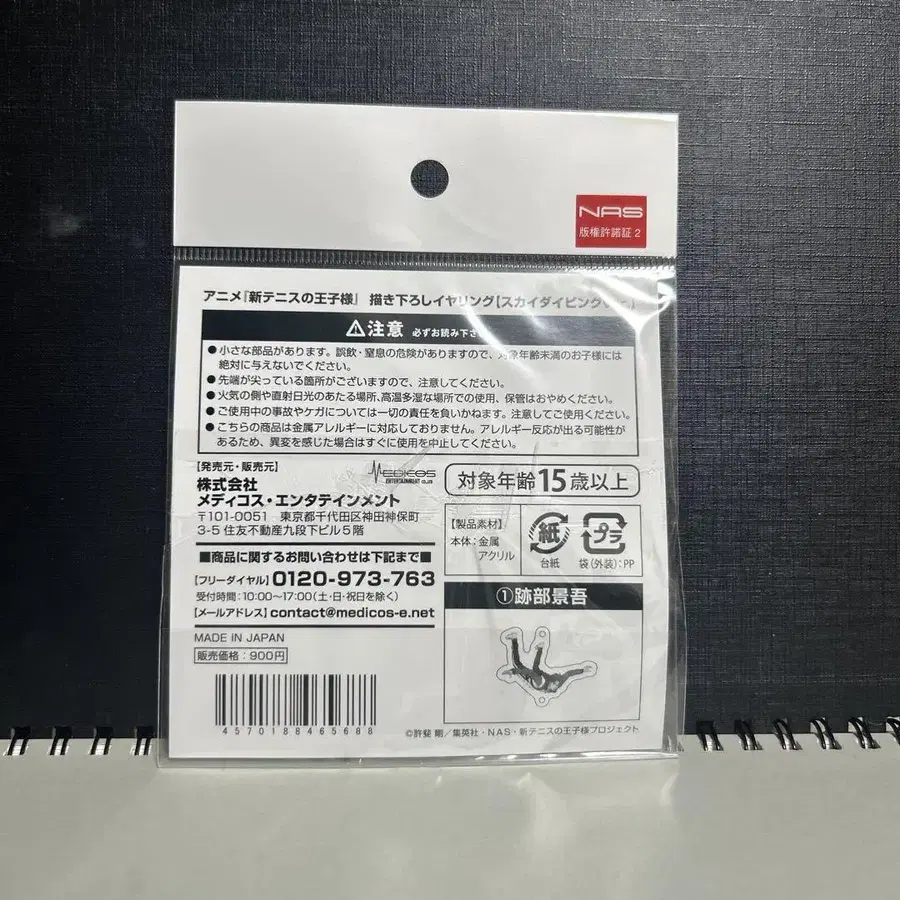 NAS
版権許諾証 2
アニメ『新テニスの王子様』 描き下ろしイヤリング【スカイダイビングVer.】
⚠注意 必ずお読み下さい
●小さな部品があります。誤飲・窒息の危険がありますので、対象年齢未満のお子様には
絶対に与えないでください。
●先端が尖っている箇所がございますので、注意してください。
●火気の側や直射日光のあたる場所、高温多湿な場所での使用、保管はおやめください。
●ご使用中の事故やケガについては一切の責任を負いかねます。注意してご使用ください。
●こちらの商品は金属アレルギーに対応しておりません。アレルギー反応が出る可能性が
あるため、異変を感じた場合はすぐに使用を中止してください。
【発売元・販売元】
株式会社
メディコス・エンタテインメント
〒101-0051 東京都千代田区神田神保町
3-5 住友不動産九段下ビル5階
MEDICOS
ENTERTAINMENT CO.,LTD
■商品に関するお問い合わせは下記まで■
【フリーダイヤル】0120-973-763
受付時間：10:00〜17:00(土・日・祝日を除く)
【メールアドレス】contact@medicos-e.net
MADE IN JAPAN
販売価格：900円
4570188465688
対象年齢15歳以上
【製品素材】
本体：金属
アクリル
紙
台紙
プラ
袋(外装)：PP
①跡部景吾
©許斐 剛／集英社・NAS・新テニスの王子様プロジェクト